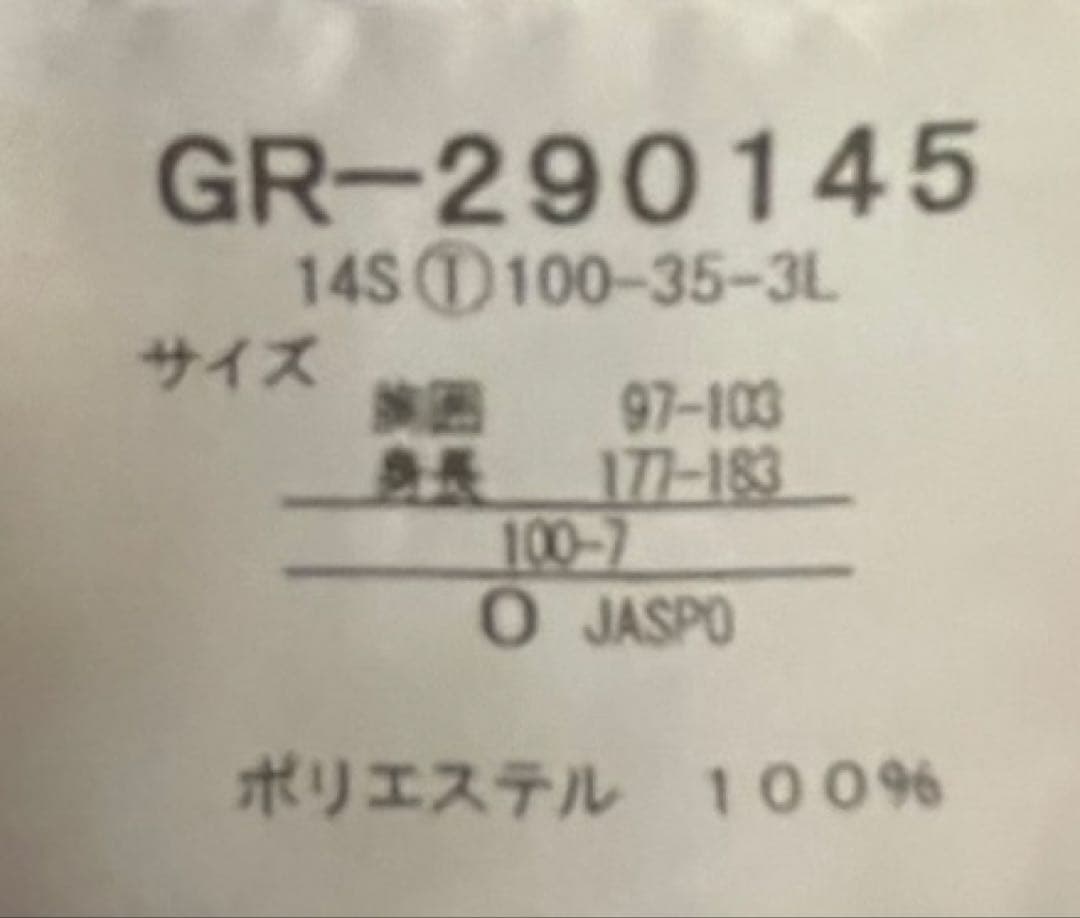 GR-290145
14SⓉ100-35-3L
サイズ
胸囲 97-103
身長 177-183
100-7
O JASPO
ポリエステル 100%